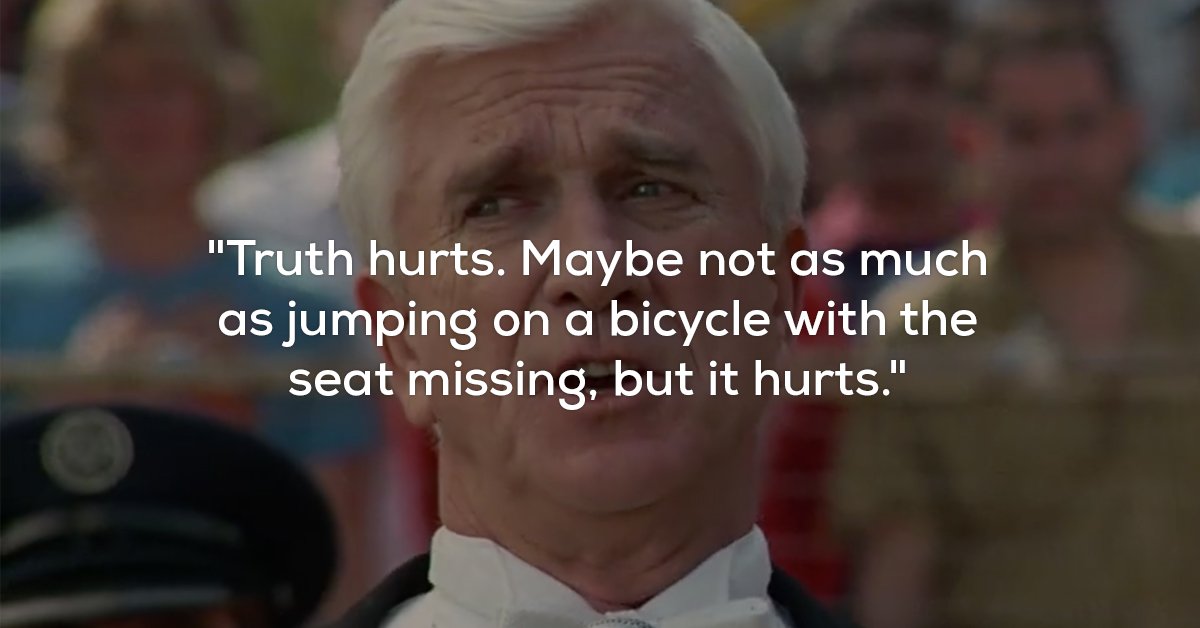 "Truth hurts. Maybe not as much
as jumping on a bicycle with the
seat missing, but it hurts."